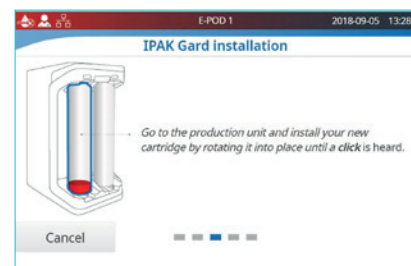 E-POD 1 2018-09-05 13:28
IPAK Gard installation
Go to the production unit and install your new
cartridge by rotating it into place until a click is heard.
Cancel